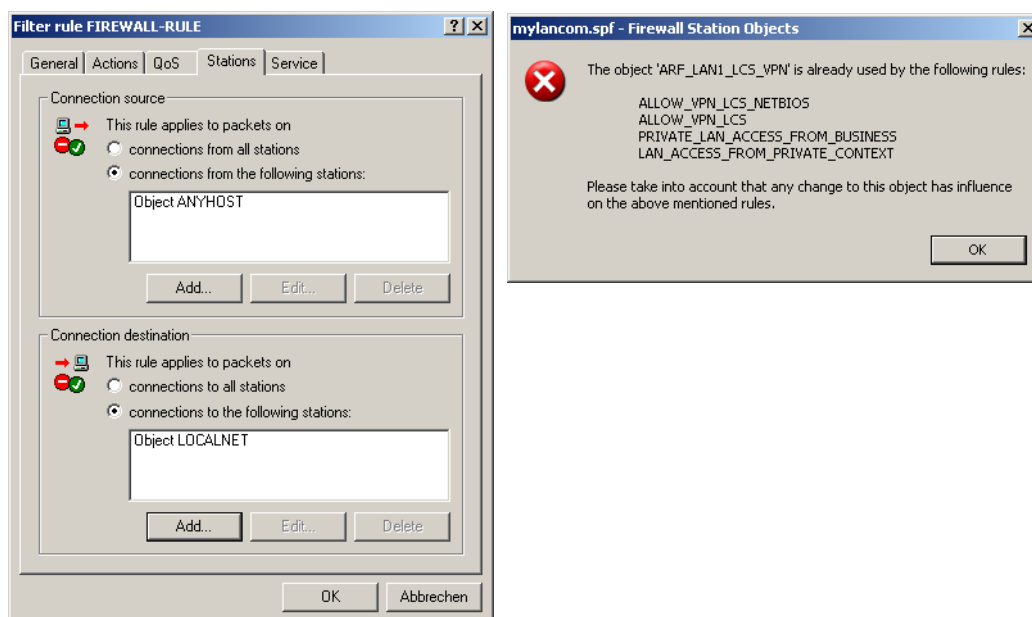 Filter rule FIREWALL-RULE
General
Actions
QoS
Stations
Service
Connection source
This rule applies to packets on
connections from all stations
connections from the following stations:
Object ANYHOST
Add...
Edit...
Delete
Connection destination
This rule applies to packets on
connections to all stations
connections to the following stations:
Object LOCALNET
Add...
Edit...
Delete
OK
Abbrechen
mylancom.spf - Firewall Station Objects
The object 'ARF_LAN1_LCS_VPN' is already used by the following rules:
ALLOW_VPN_LCS_NETBIOS
ALLOW_VPN_LCS
PRIVATE_LAN_ACCESS_FROM_BUSINESS
LAN_ACCESS_FROM_PRIVATE_CONTEXT
Please take into account that any change to this object has influence
on the above mentioned rules.
OK